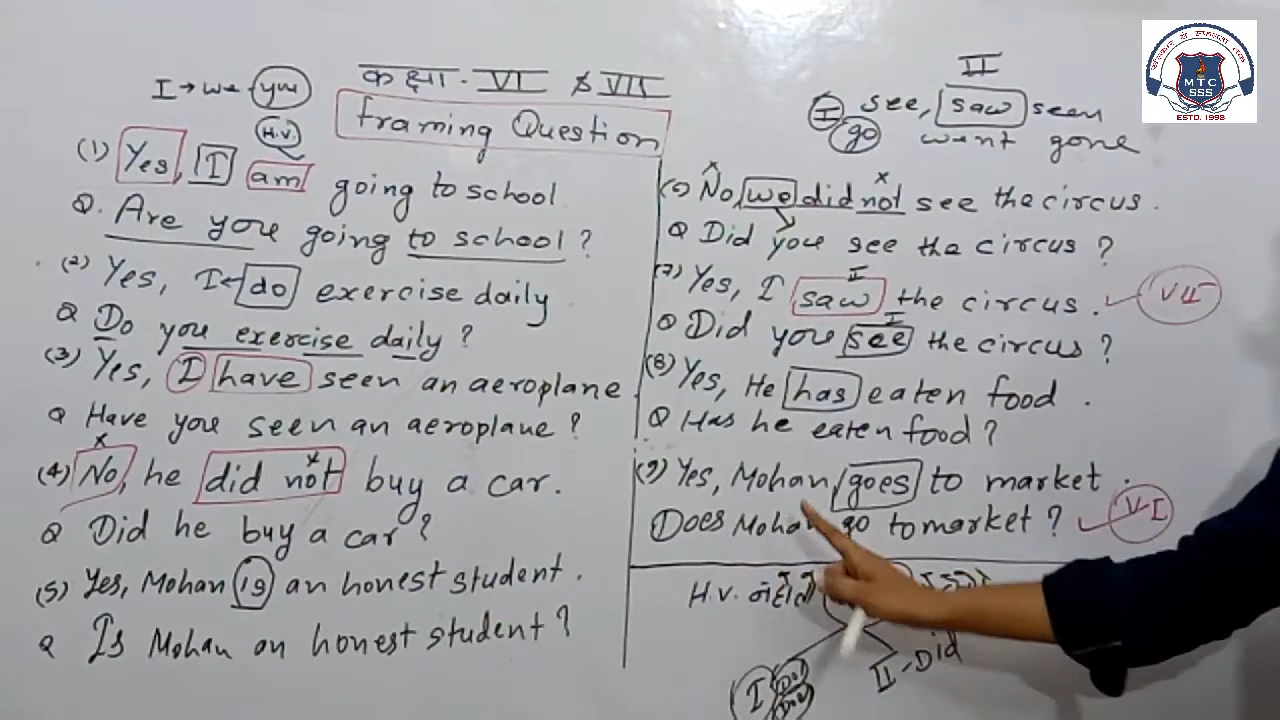 कक्षा - VI & VII
I → we you
Framing Question
H.V.
(1) Yes, I am going to school
Q. Are you going to school ?
(2) Yes, I do exercise daily
Q Do you exercise daily ?
(3) Yes, I have seen an aeroplane.
Q Have you seen an aeroplane ?
(4) No, he did not buy a car.
Q Did he buy a car ?
(5) Yes, Mohan is an honest student.
Q Is Mohan an honest student ?
II
I see, saw seen
go went gone
No, we did not see the circus.
Q Did you see the circus ?
(7) Yes, I saw the circus. VII
II
Q Did you see the circus ?
I
(8) Yes, He has eaten food.
Q Has he eaten food ?
(9) Yes, Mohan goes to market.
Does Mohan go to market ? V-I
H.V.
I
II - Did
MTC
SSS
ESTD. 1998